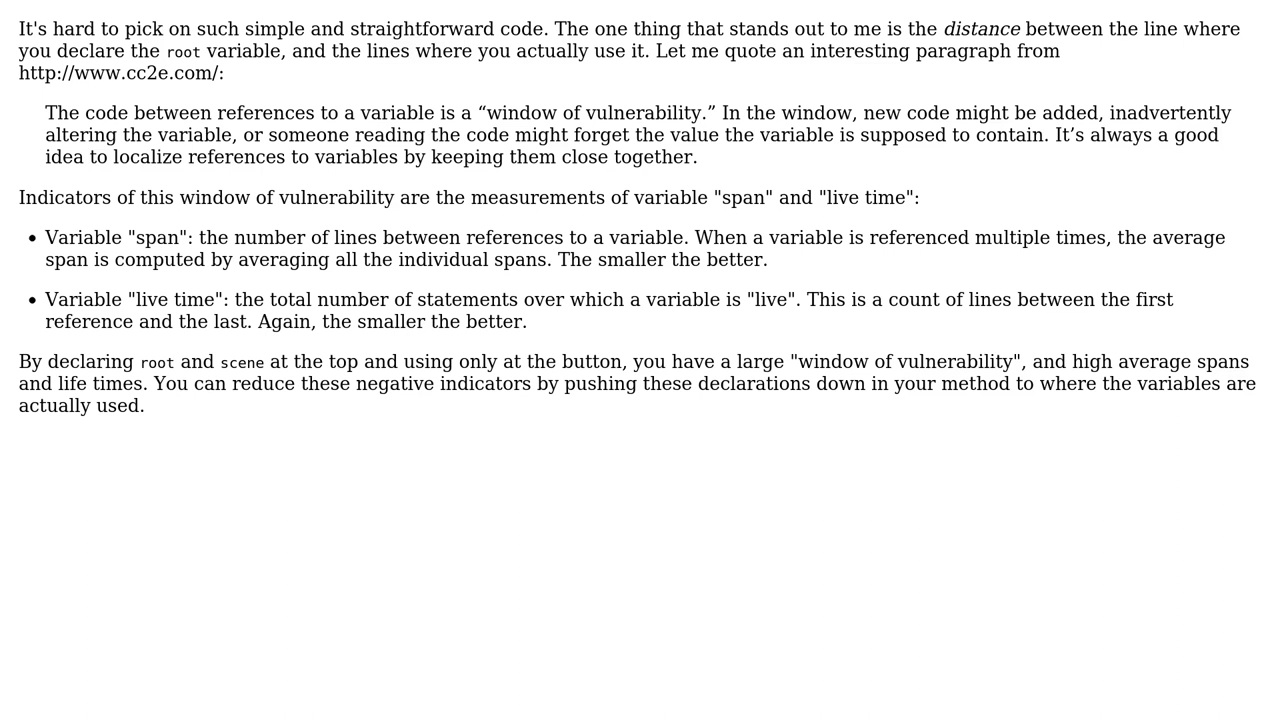 It's hard to pick on such simple and straightforward code. The one thing that stands out to me is the distance between the line where
you declare the root variable, and the lines where you actually use it. Let me quote an interesting paragraph from
http://www.cc2e.com/:
The code between references to a variable is a “window of vulnerability.” In the window, new code might be added, inadvertently
altering the variable, or someone reading the code might forget the value the variable is supposed to contain. It’s always a good
idea to localize references to variables by keeping them close together.
Indicators of this window of vulnerability are the measurements of variable "span" and "live time":
• Variable "span": the number of lines between references to a variable. When a variable is referenced multiple times, the average
span is computed by averaging all the individual spans. The smaller the better.
• Variable "live time": the total number of statements over which a variable is "live". This is a count of lines between the first
reference and the last. Again, the smaller the better.
By declaring root and scene at the top and using only at the button, you have a large "window of vulnerability", and high average spans
and life times. You can reduce these negative indicators by pushing these declarations down in your method to where the variables are
actually used.